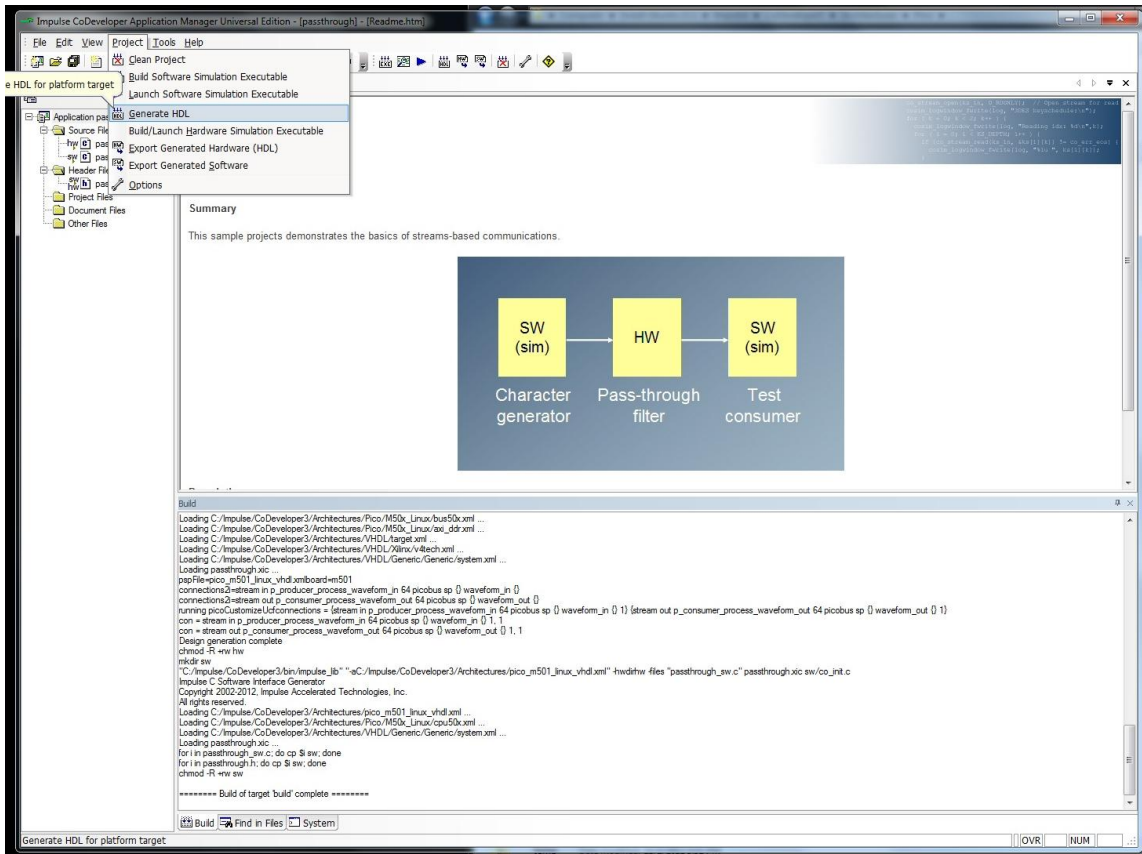 Impulse CoDeveloper Application Manager Universal Edition - [passthrough] - [Readme.htm]
File Edit View Project Tools Help
Clean Project
Build Software Simulation Executable
e HDL for platform target
Launch Software Simulation Executable
Generate HDL
Build/Launch Hardware Simulation Executable
Export Generated Hardware (HDL)
Export Generated Software
Options
Application pas
Source File
hw c pas
sw c pas
Header File
sw hw h pas
Project Files
Document Files
Other Files
Summary
This sample projects demonstrates the basics of streams-based communications.
SW
(sim)
HW
SW
(sim)
Character
generator
Pass-through
filter
Test
consumer
Build
Loading C:/Impulse/CoDeveloper3/Architectures/Pico/M50x_Linux/bus50x.xml ...
Loading C:/Impulse/CoDeveloper3/Architectures/Pico/M50x_Linux/axi_ddr.xml ...
Loading C:/Impulse/CoDeveloper3/Architectures/VHDL/target.xml ...
Loading C:/Impulse/CoDeveloper3/Architectures/VHDL/Xilinx/v4tech.xml ...
Loading C:/Impulse/CoDeveloper3/Architectures/VHDL/Generic/Generic/system.xml ...
Loading passthrough.xic ...
pspFile=pico_m501_linux_vhdl.xmlboard=m501
connections2i=stream in p_producer_process_waveform_in 64 picobus sp {} waveform_in {}
connections2i=stream out p_consumer_process_waveform_out 64 picobus sp {} waveform_out {}
running picoCustomizeUcfconnections = {stream in p_producer_process_waveform_in 64 picobus sp {} waveform_in {} 1} {stream out p_consumer_process_waveform_out 64 picobus sp {} waveform_out {} 1}
con = stream in p_producer_process_waveform_in 64 picobus sp {} waveform_in {} 1, 1
con = stream out p_consumer_process_waveform_out 64 picobus sp {} waveform_out {} 1, 1
Design generation complete
chmod -R +rw hw
mkdir sw
"C:/Impulse/CoDeveloper3/bin/impulse_lib" "-aC:/Impulse/CoDeveloper3/Architectures/pico_m501_linux_vhdl.xml" -hwdirhw -files "passthrough_sw.c" passthrough.xic sw/co_init.c
Impulse C Software Interface Generator
Copyright 2002-2012, Impulse Accelerated Technologies, Inc.
All rights reserved.
Loading C:/Impulse/CoDeveloper3/Architectures/pico_m501_linux_vhdl.xml ...
Loading C:/Impulse/CoDeveloper3/Architectures/Pico/M50x_Linux/cpu50x.xml ...
Loading C:/Impulse/CoDeveloper3/Architectures/VHDL/Generic/Generic/system.xml ...
Loading passthrough.xic ...
for i in passthrough_sw.c; do cp $i sw; done
for i in passthrough.h; do cp $i sw; done
chmod -R +rw sw
======== Build of target 'build' complete ========
Build Find in Files System
Generate HDL for platform target
OVR NUM